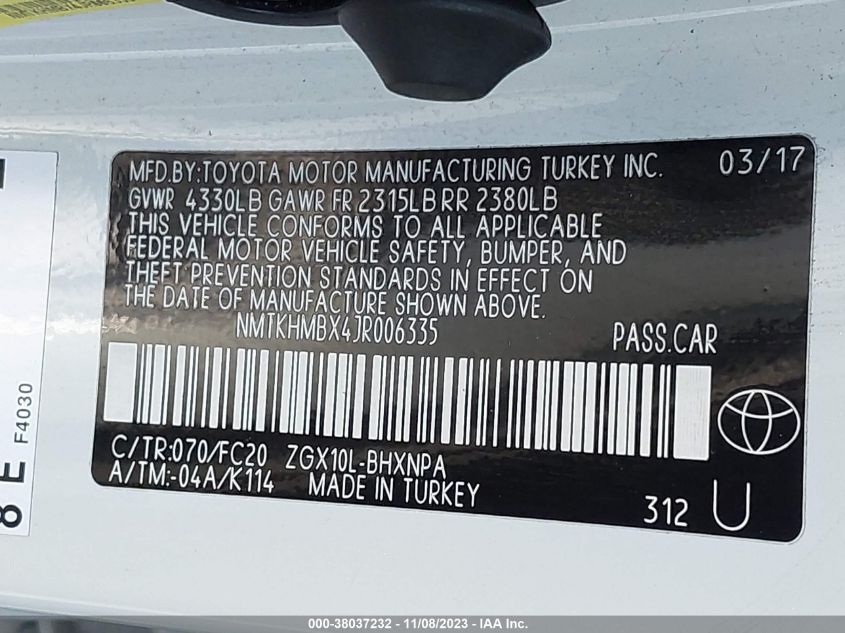 MFD.BY:TOYOTA MOTOR MANUFACTURING TURKEY INC. 03/17
GVWR 4330LB GAWR FR 2315LB RR 2380LB
THIS VEHICLE CONFORMS TO ALL APPLICABLE
FEDERAL MOTOR VEHICLE SAFETY, BUMPER, AND
THEFT PREVENTION STANDARDS IN EFFECT ON
THE DATE OF MANUFACTURE SHOWN ABOVE.
NMTKHMBX4JR006335 PASS.CAR
C/TR:070/FC20 ZGX10L-BHXNPA
A/TM:-04A/K114 MADE IN TURKEY
312 U
8 E F4030
000-38037232 - 11/08/2023 - IAA Inc.